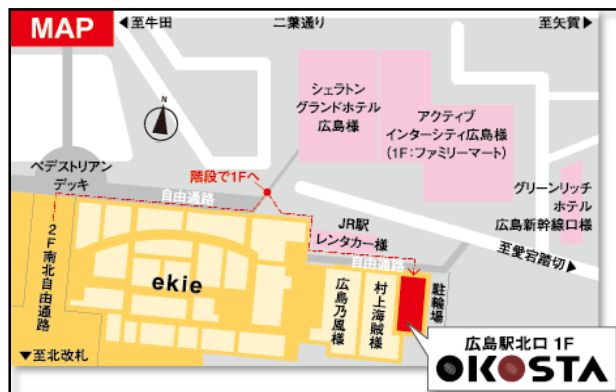 MAP
◀至牛田
二葉通り
至矢賀▶
シェラトン
グランドホテル
広島様
アクティブ
インターシティ広島様
(1F:ファミリーマート)
N
ペデストリアン
デッキ
階段で1Fへ
自由通路
グリーンリッチ
ホテル
広島新幹線口様
JR駅
レンタカー様
至愛宕踏切▶
自由通路
2F南北自由通路
ekie
広島乃風様
村上海賊様
駐輪場
▼至北改札
広島駅北口 1F
OKOSTA